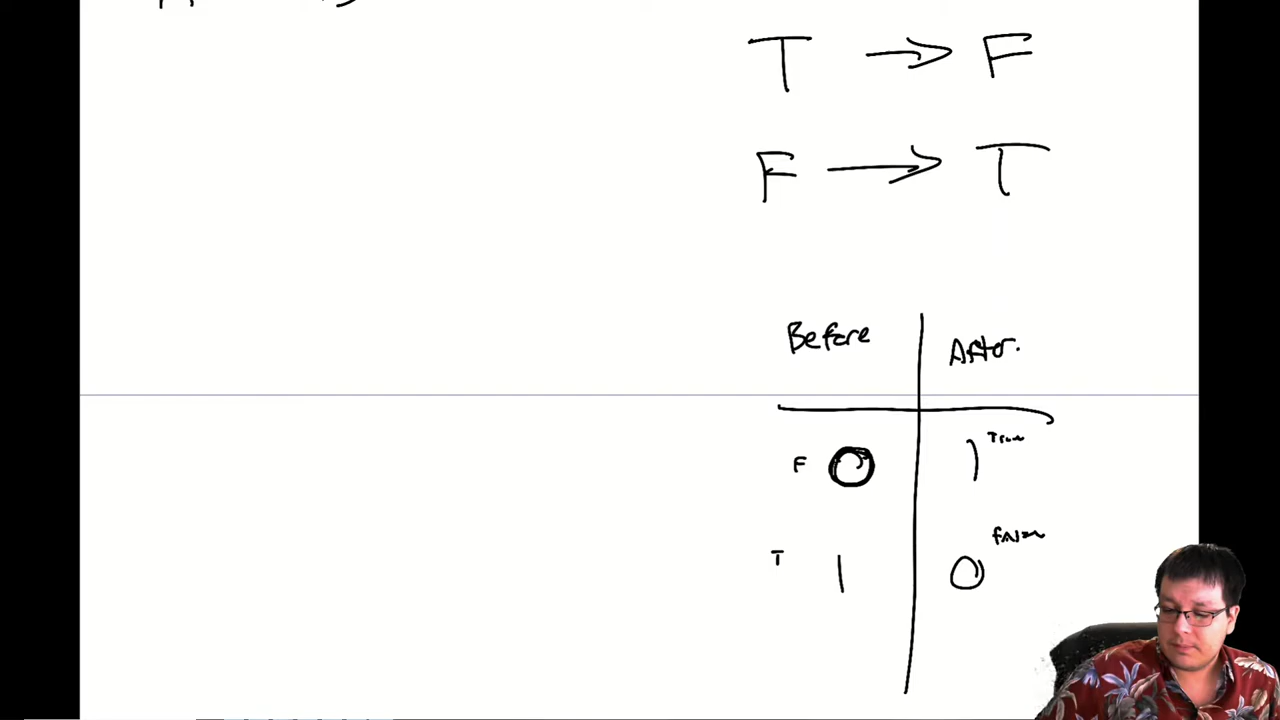 T → F
F → T
Before After.
F 0 1 True
T 1 0 false